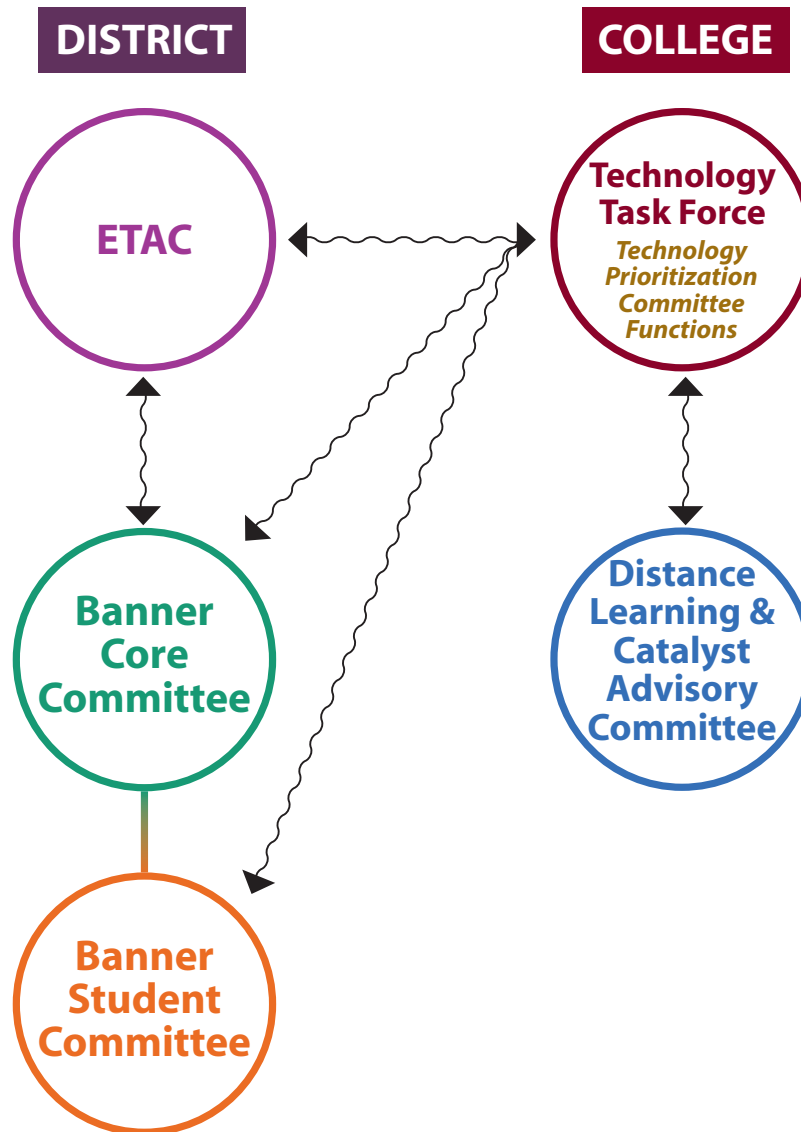 DISTRICT
COLLEGE
ETAC
Technology
Task Force
Technology
Prioritization
Committee
Functions
Banner
Core
Committee
Distance
Learning &
Catalyst
Advisory
Committee
Banner
Student
Committee